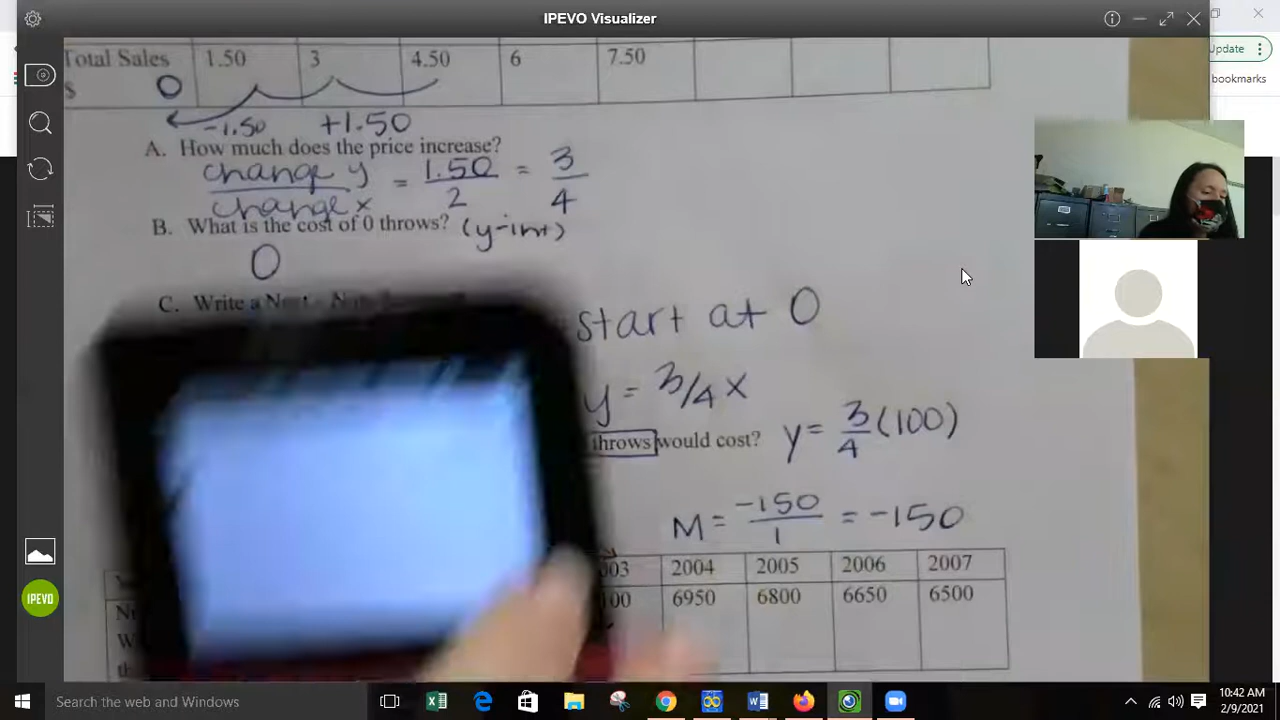 IPEVO Visualizer
Update
bookmarks
Total Sales 1.50 3 4.50 6 7.50
$ 0
-1.50 +1.50
A. How much does the price increase?
change y = 1.50 = 3
change x 2 4
B. What is the cost of 0 throws? (y-int)
0
C. Write a
start at 0
y = 3/4 x
throws would cost? y = 3/4 (100)
M = -150/1 = -150
2004 2005 2006 2007
6950 6800 6650 6500
IPEVO
Search the web and Windows
10:42 AM
2/9/2021